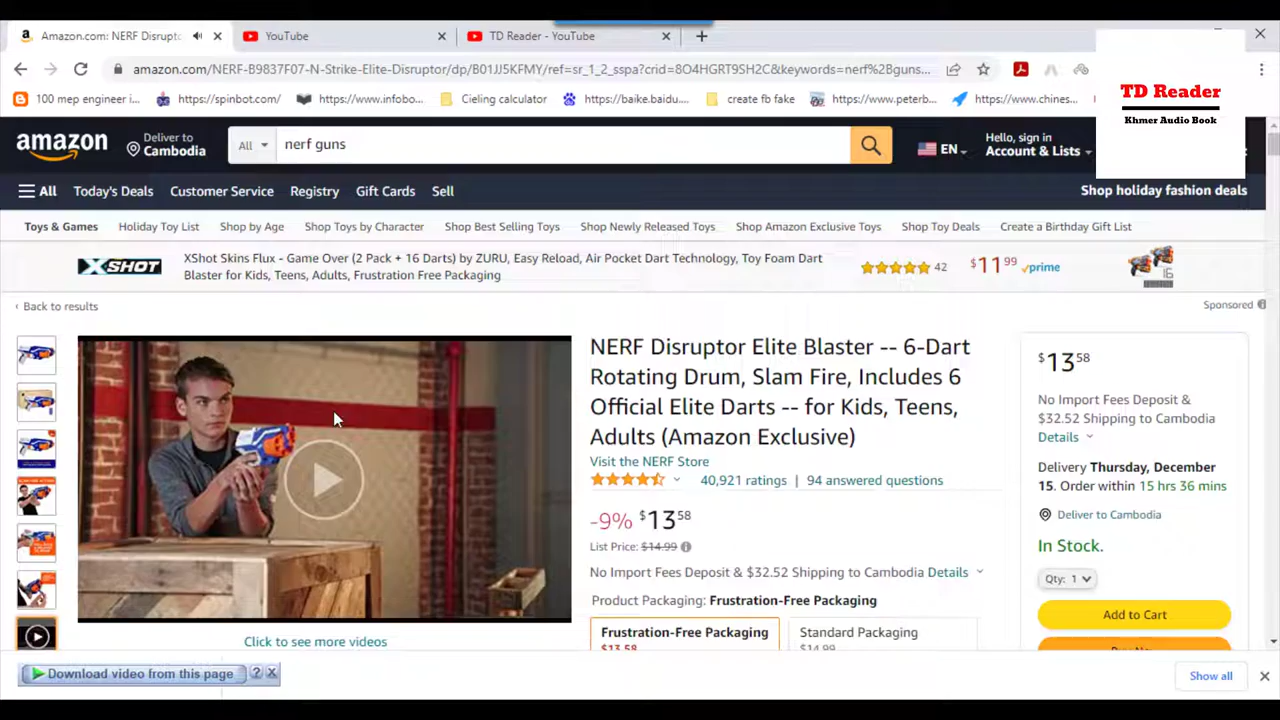 Amazon.com: NERF Disrupto
YouTube
TD Reader - YouTube
amazon.com/NERF-B9837F07-N-Strike-Elite-Disruptor/dp/B01JJ5KFMY/ref=sr_1_2_sspa?crid=8O4HGRT9SH2C&keywords=nerf%2Bguns...
100 mep engineer i...
https://spinbot.com/
https://www.infobo...
Cieling calculator
https://baike.baidu....
create fb fake
https://www.peterb...
https://www.chines...
TD Reader
Khmer Audio Book
amazon
Deliver to
Cambodia
All
nerf guns
EN
Hello, sign in
Account & Lists
All
Today's Deals
Customer Service
Registry
Gift Cards
Sell
Shop holiday fashion deals
Toys & Games
Holiday Toy List
Shop by Age
Shop Toys by Character
Shop Best Selling Toys
Shop Newly Released Toys
Shop Amazon Exclusive Toys
Shop Toy Deals
Create a Birthday Gift List
XSHOT
XShot Skins Flux - Game Over (2 Pack + 16 Darts) by ZURU, Easy Reload, Air Pocket Dart Technology, Toy Foam Dart
Blaster for Kids, Teens, Adults, Frustration Free Packaging
42
$11 99
prime
16
‹ Back to results
Sponsored
NERF Disruptor Elite Blaster -- 6-Dart
Rotating Drum, Slam Fire, Includes 6
Official Elite Darts -- for Kids, Teens,
Adults (Amazon Exclusive)
Visit the NERF Store
40,921 ratings | 94 answered questions
-9% $13 58
List Price: $14.99
No Import Fees Deposit & $32.52 Shipping to Cambodia Details
Product Packaging: Frustration-Free Packaging
Frustration-Free Packaging
$13.58
Standard Packaging
$14.99
Click to see more videos
$13 58
No Import Fees Deposit &
$32.52 Shipping to Cambodia
Details
Delivery Thursday, December
15. Order within 15 hrs 36 mins
Deliver to Cambodia
In Stock.
Qty: 1
Add to Cart
Buy Now
Download video from this page
?
Show all